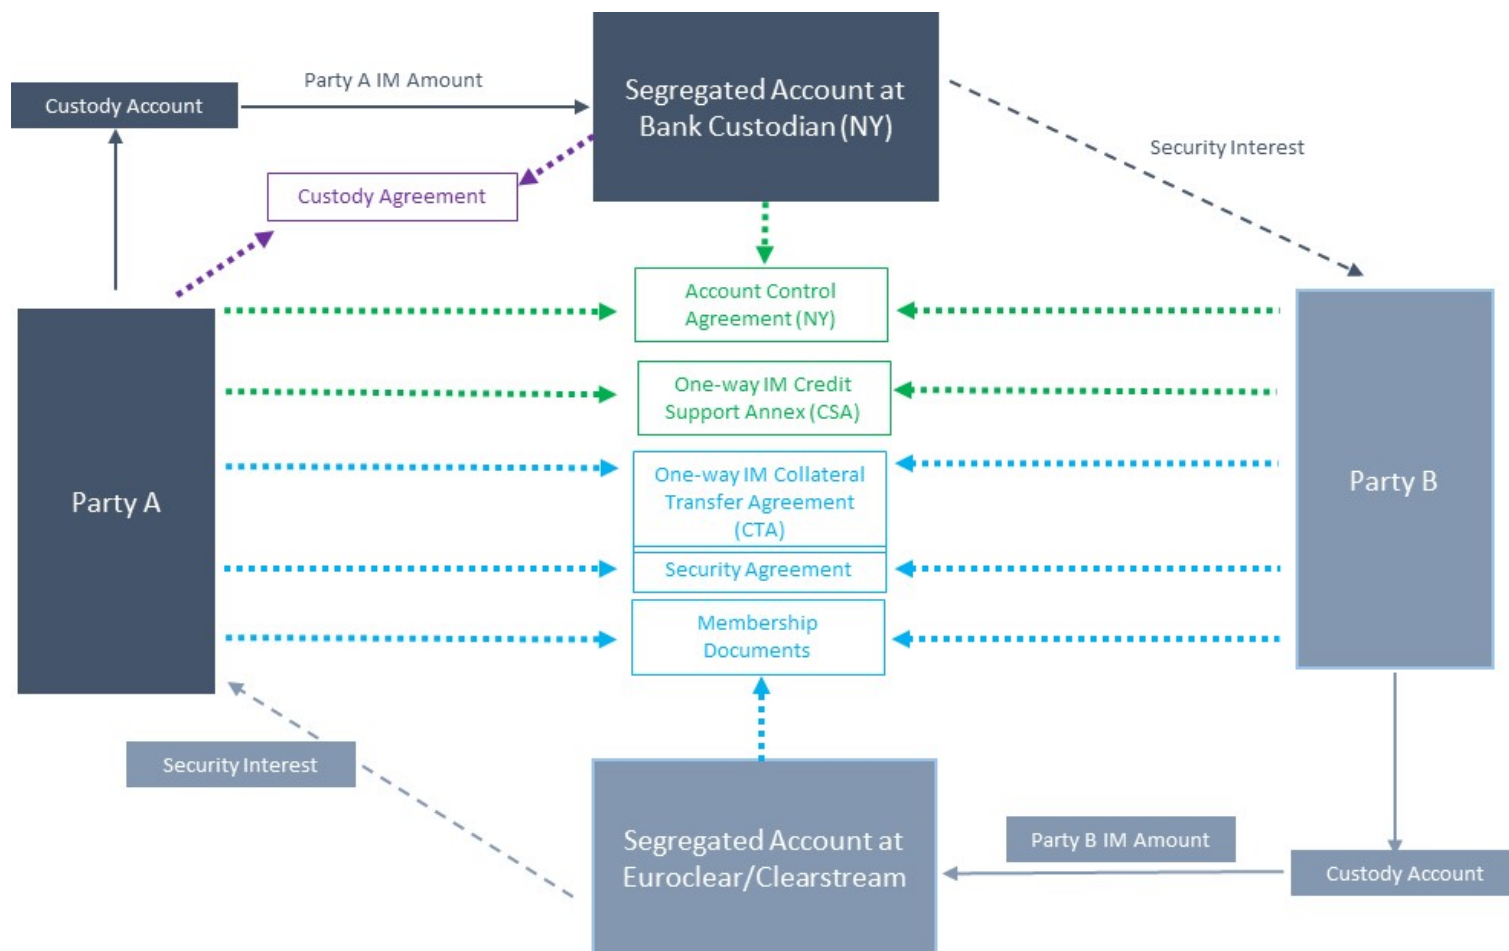 Segregated Account at
Bank Custodian (NY)
Party A IM Amount
Custody Account
Security Interest
Custody Agreement
Account Control
Agreement (NY)
One-way IM Credit
Support Annex (CSA)
One-way IM Collateral
Transfer Agreement
(CTA)
Party A
Party B
Security Agreement
Membership
Documents
Security Interest
Segregated Account at
Euroclear/Clearstream
Party B IM Amount
Custody Account